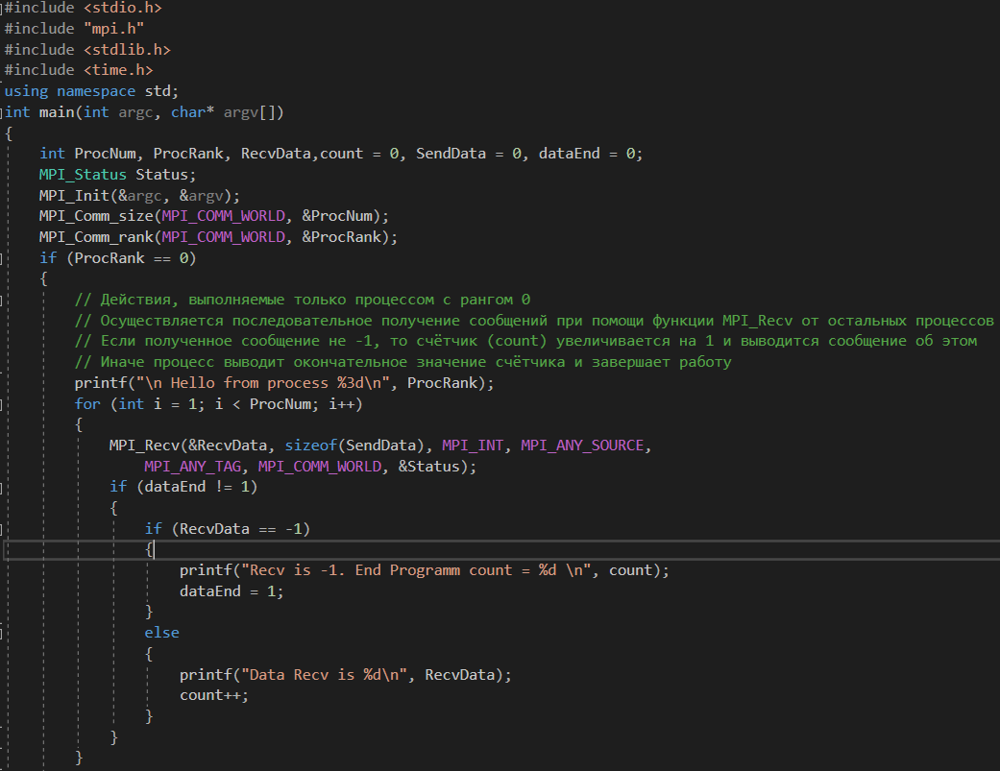 #include <stdio.h>
#include "mpi.h"
#include <stdlib.h>
#include <time.h>
using namespace std;
int main(int argc, char* argv[])
{
int ProcNum, ProcRank, RecvData,count = 0, SendData = 0, dataEnd = 0;
MPI_Status Status;
MPI_Init(&argc, &argv);
MPI_Comm_size(MPI_COMM_WORLD, &ProcNum);
MPI_Comm_rank(MPI_COMM_WORLD, &ProcRank);
if (ProcRank == 0)
{
// Действия, выполняемые только процессом с рангом 0
// Осуществляется последовательное получение сообщений при помощи функции MPI_Recv от остальных процессов
// Если полученное сообщение не -1, то счётчик (count) увеличивается на 1 и выводится сообщение об этом
// Иначе процесс выводит окончательное значение счётчика и завершает работу
printf("\n Hello from process %3d\n", ProcRank);
for (int i = 1; i < ProcNum; i++)
{
MPI_Recv(&RecvData, sizeof(SendData), MPI_INT, MPI_ANY_SOURCE,
MPI_ANY_TAG, MPI_COMM_WORLD, &Status);
if (dataEnd != 1)
{
if (RecvData == -1)
{
printf("Recv is -1. End Programm count = %d \n", count);
dataEnd = 1;
}
else
{
printf("Data Recv is %d\n", RecvData);
count++;
}
}
}